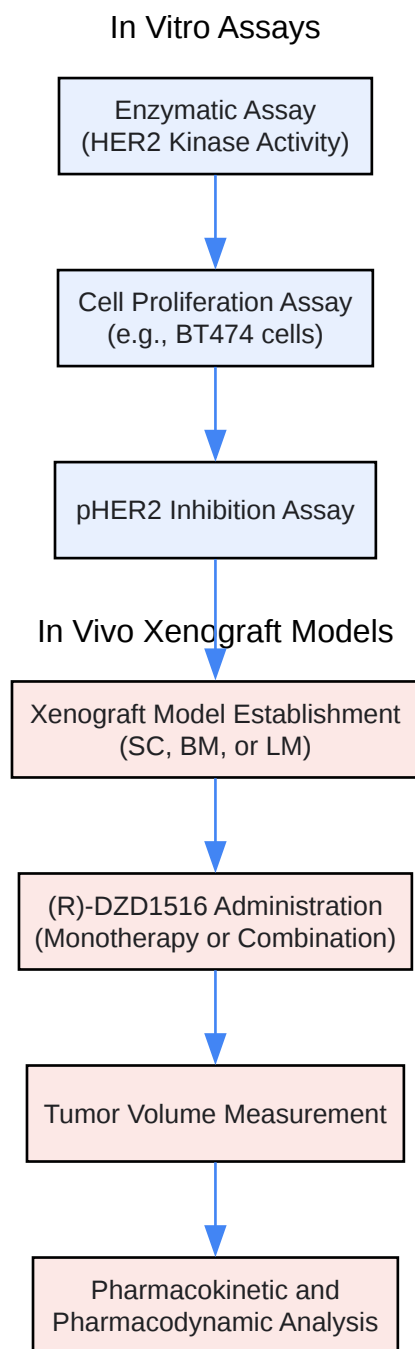 In Vitro Assays
Enzymatic Assay
(HER2 Kinase Activity)
Cell Proliferation Assay
(e.g., BT474 cells)
pHER2 Inhibition Assay
In Vivo Xenograft Models
Xenograft Model Establishment
(SC, BM, or LM)
(R)-DZD1516 Administration
(Monotherapy or Combination)
Tumor Volume Measurement
Pharmacokinetic and
Pharmacodynamic Analysis